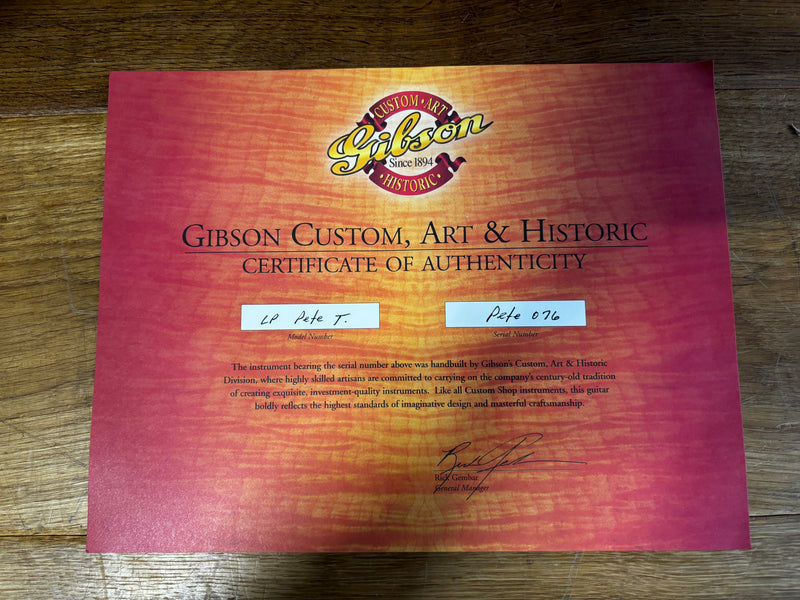 CUSTOM • ART
Gibson
Since 1894
• HISTORIC •
GIBSON CUSTOM, ART & HISTORIC
CERTIFICATE OF AUTHENTICITY
LP Pete T. Pete 076
Model Number Serial Number
The instrument bearing the serial number above was handbuilt by Gibson's Custom, Art & Historic
Division, where highly skilled artisans are committed to carrying on the company's century-old tradition
of creating exquisite, investment-quality instruments. Like all Custom Shop instruments, this guitar
boldly reflects the highest standards of imaginative design and masterful craftsmanship.
Rick Gembar
General Manager